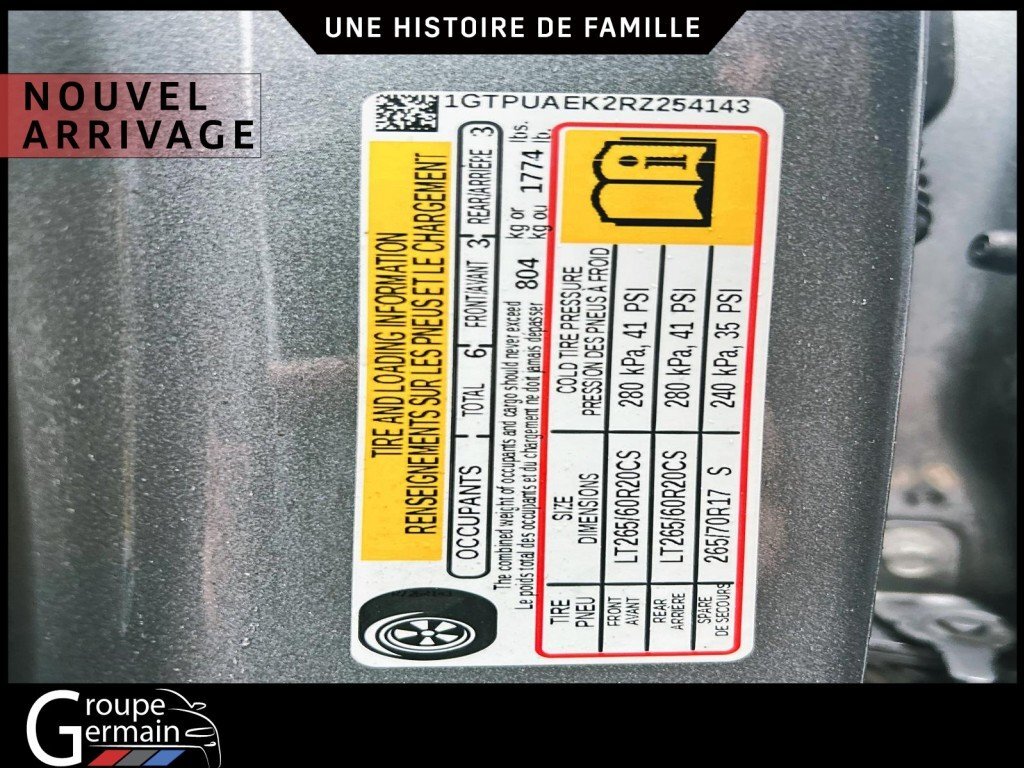 UNE HISTOIRE DE FAMILLE
NOUVEL
ARRIVAGE
1GTPUAEK2RZ254143
TIRE AND LOADING INFORMATION
RENSEIGNEMENTS SUR LES PNEUS ET LE CHARGEMENT
OCCUPANTS TOTAL 6 FRONT/AVANT 3 REAR/ARRIÈRE 3
The combined weight of occupants and cargo should never exceed 804 kg or 1774 lbs.
Le poids total des occupants et du chargement ne doit jamais dépasser kg ou lb.
TIRE SIZE COLD TIRE PRESSURE
PNEU DIMENSIONS PRESSION DES PNEUS À FROID
FRONT
AVANT LT265/60R20CS 280 kPa, 41 PSI
REAR
ARRIERE LT265/60R20CS 280 kPa, 41 PSI
SPARE
DE SECOURS 265/70R17 S 240 kPa, 35 PSI
Groupe
Germain